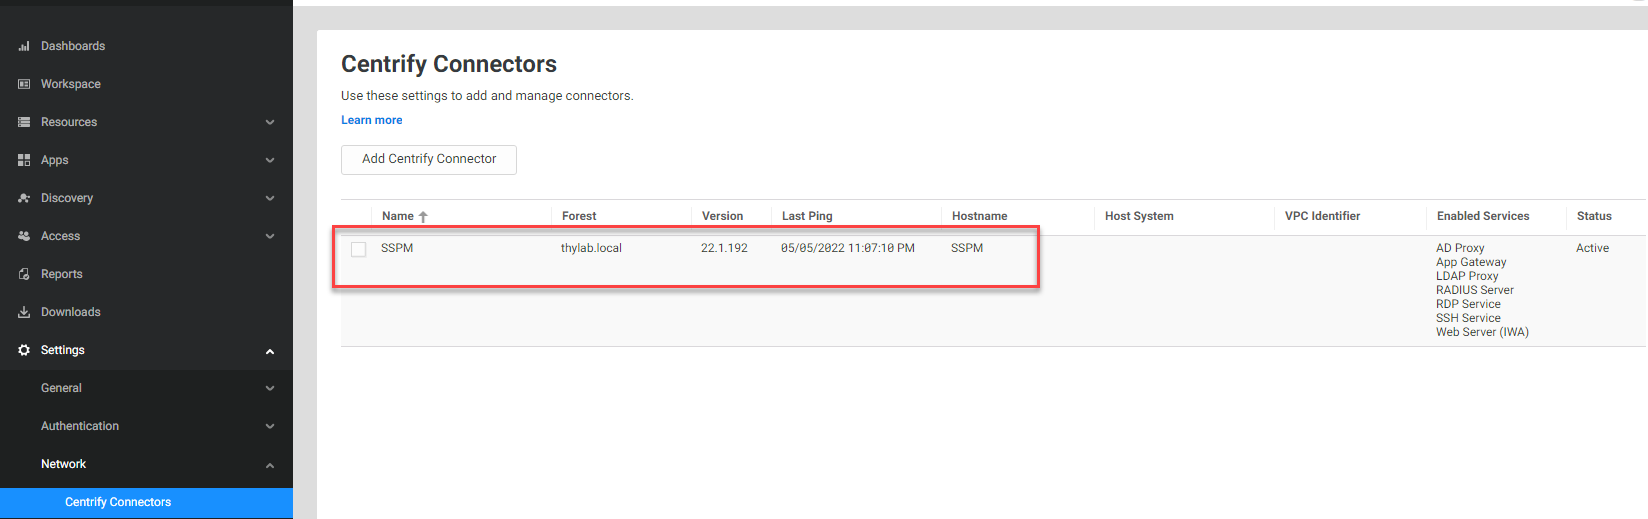 Dashboards
Workspace
Resources
Apps
Discovery
Access
Reports
Downloads
Settings
General
Authentication
Network
Centrify Connectors
Centrify Connectors
Use these settings to add and manage connectors.
Learn more
Add Centrify Connector
Name Forest Version Last Ping Hostname Host System VPC Identifier Enabled Services Status
SSPM thylab.local 22.1.192 05/05/2022 11:07:10 PM SSPM AD Proxy Active
App Gateway
LDAP Proxy
RADIUS Server
RDP Service
SSH Service
Web Server (IWA)